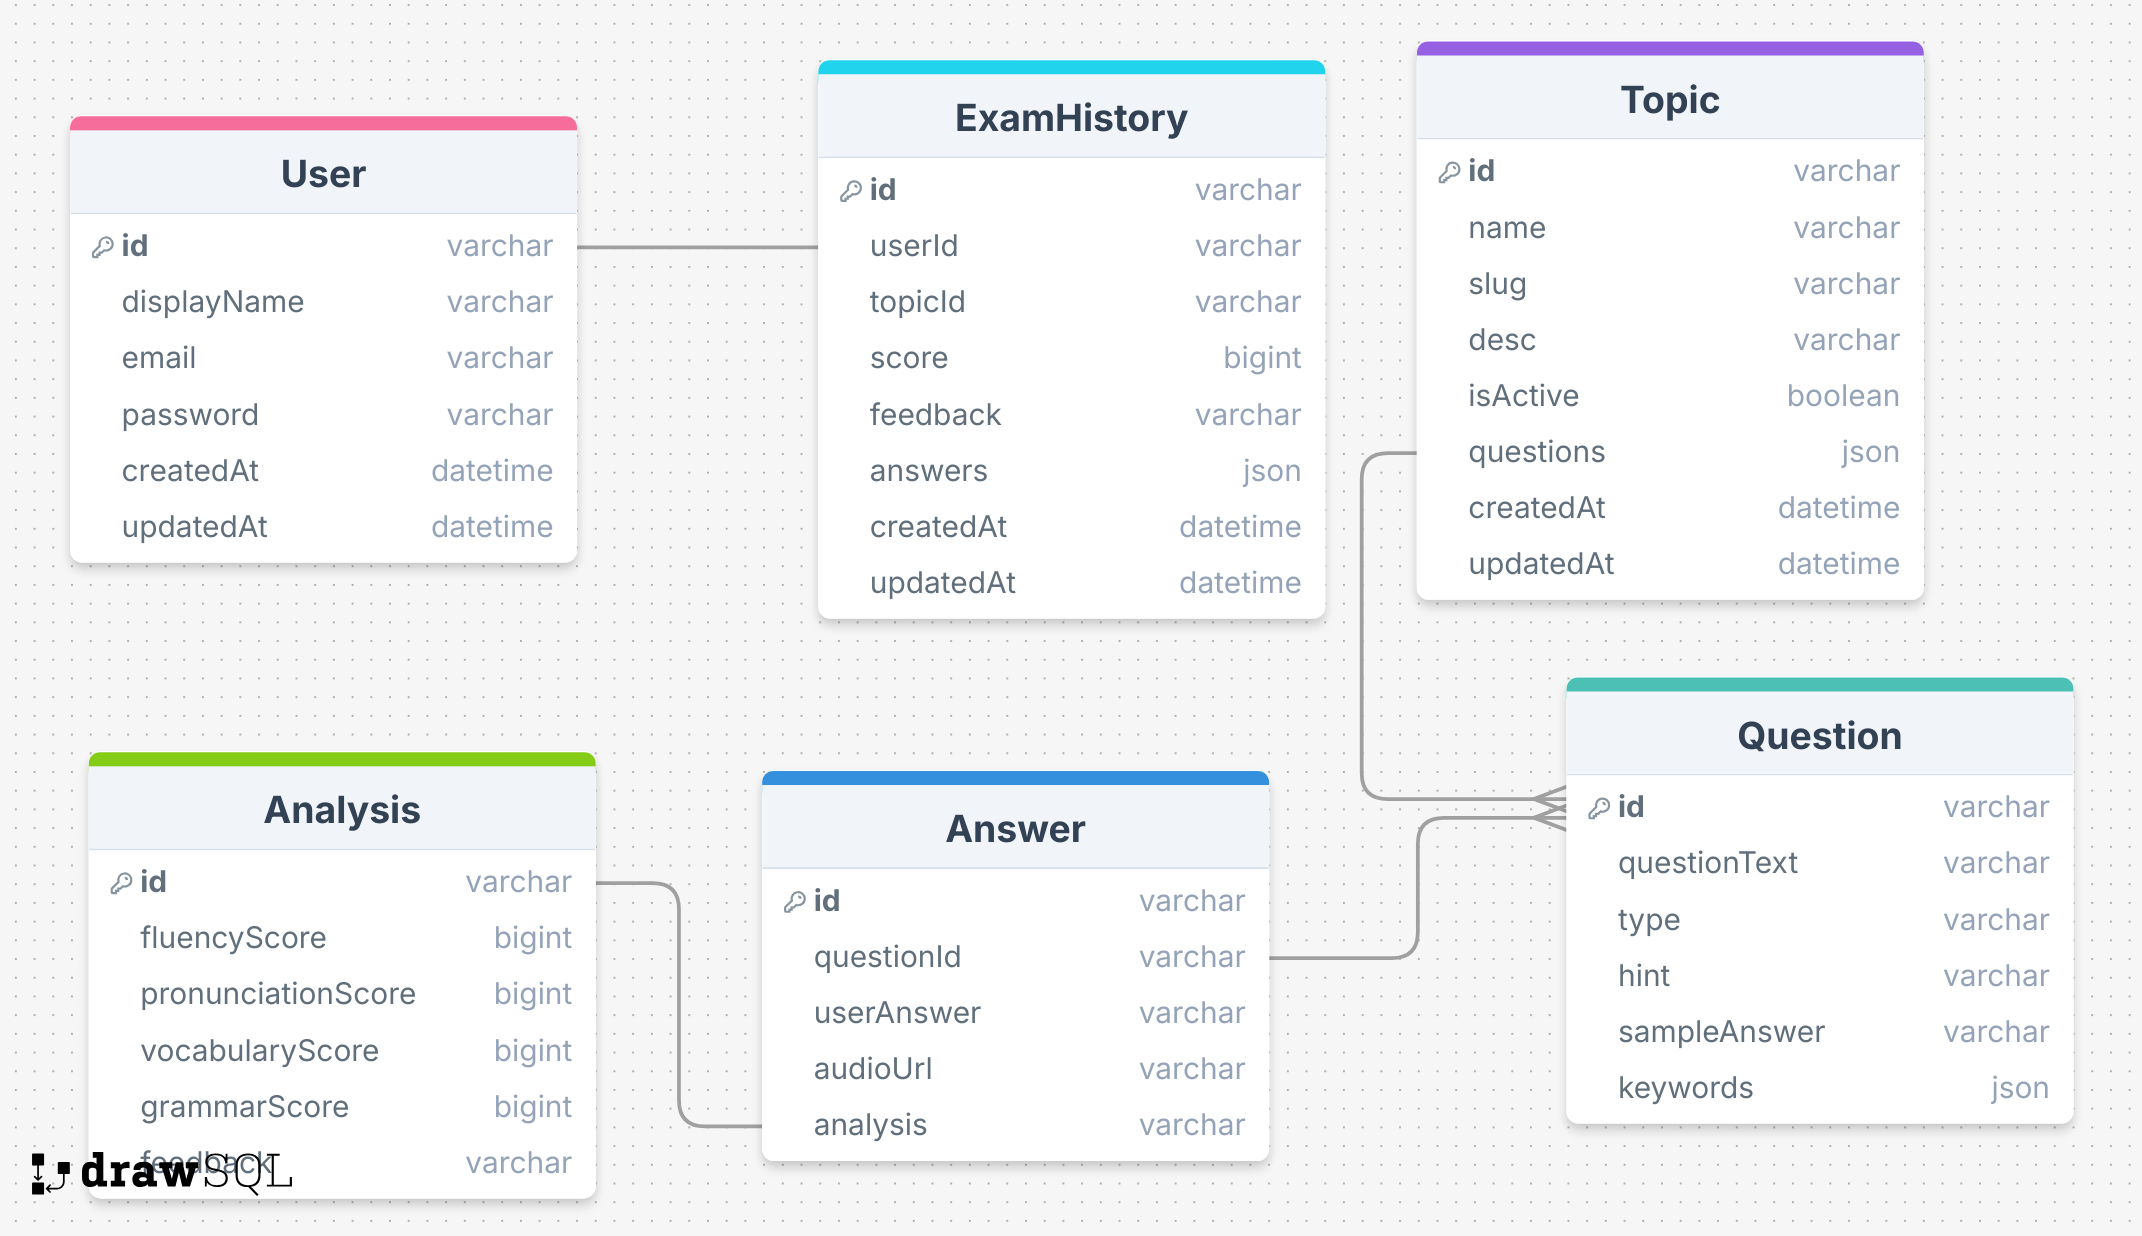 User
id varchar
displayName varchar
email varchar
password varchar
createdAt datetime
updatedAt datetime
ExamHistory
id varchar
userId varchar
topicId varchar
score bigint
feedback varchar
answers json
createdAt datetime
updatedAt datetime
Topic
id varchar
name varchar
slug varchar
desc varchar
isActive boolean
questions json
createdAt datetime
updatedAt datetime
Analysis
id varchar
fluencyScore bigint
pronunciationScore bigint
vocabularyScore bigint
grammarScore bigint
feedback varchar
drawSQL
Answer
id varchar
questionId varchar
userAnswer varchar
audioUrl varchar
analysis varchar
Question
id varchar
questionText varchar
type varchar
hint varchar
sampleAnswer varchar
keywords json